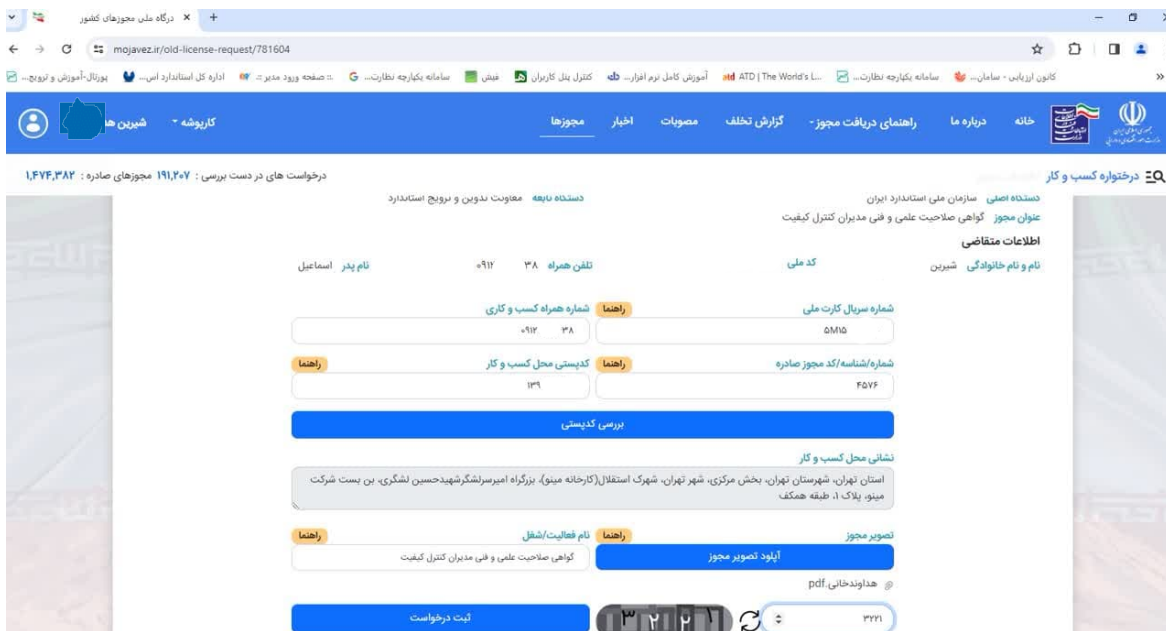 درگاه ملی مجوزهای کشور
mojavez.ir/old-license-request/781604
کانون ارزیابی - سامان...
سامانه یکپارچه نظارت...
ATD | The World's L...
آموزش کامل نرم افزار...
کنترل پنل کاربران
فیش
سامانه یکپارچه نظارت...
.:: صفحه ورود مدیر ::.
اداره کل استاندارد اس...
پورتال-آموزش و ترویج...
خانه
درباره ما
راهنمای دریافت مجوز
گزارش تخلف
مصوبات
اخبار
مجوزها
کارپوشه
شیرین
درختواره کسب و کار
درخواست های در دست بررسی : ۱۹۱,۲۰۷ مجوزهای صادره : ۱,۴۷۴,۳۸۲
دستگاه اصلی سازمان ملی استاندارد ایران
دستگاه تابعه معاونت تدوین و ترویج استاندارد
عنوان مجوز گواهی صلاحیت علمی و فنی مدیران کنترل کیفیت
اطلاعات متقاضی
نام و نام خانوادگی شیرین
کد ملی
تلفن همراه ۳۸ ۰۹۱۲
نام پدر اسماعیل
شماره سریال کارت ملی
راهنما
شماره همراه کسب و کاری
۵M۱۵
۰۹۱۲ ۳۸
شماره/شناسه/کد مجوز صادره
راهنما
کدپستی محل کسب و کار
راهنما
۴۵۷۶
۱۳۹
بررسی کدپستی
نشانی محل کسب و کار
استان تهران، شهرستان تهران، بخش مرکزی، شهر تهران، شهرک استقلال(کارخانه مینو)، بزرگراه امیرسرلشگرشهیدحسین لشگری، بن بست شرکت
مینو، پلاک ۱، طبقه همکف
تصویر مجوز
راهنما
نام فعالیت/شغل
راهنما
آپلود تصویر مجوز
گواهی صلاحیت علمی و فنی مدیران کنترل کیفیت
هداوندخانی.pdf
۳۲۲۱
۳۲۲۱
ثبت درخواست